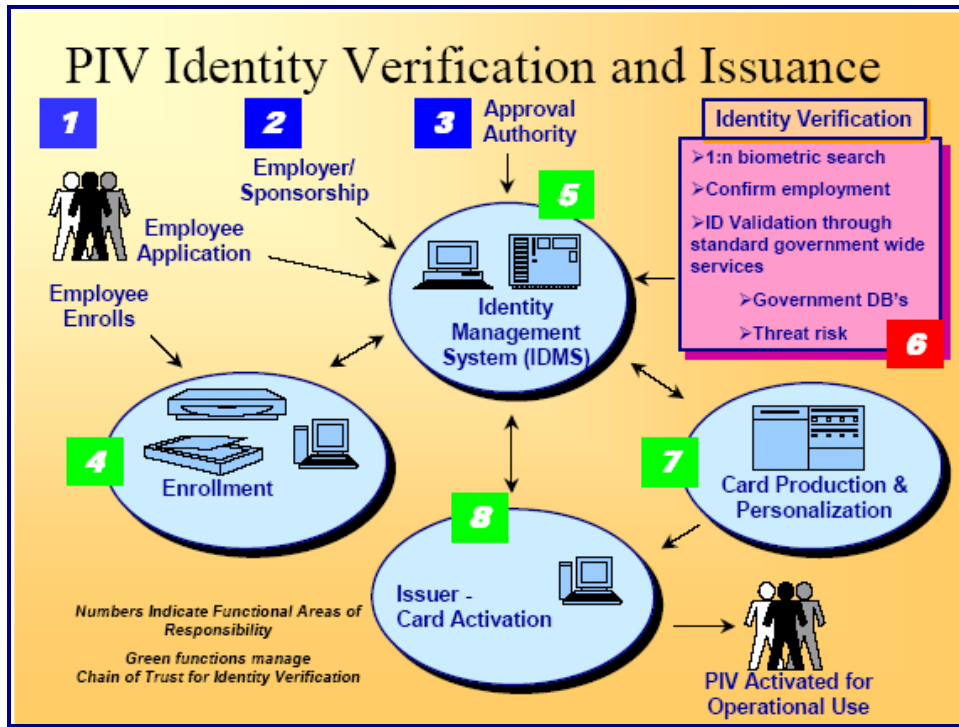 PIV Identity Verification and Issuance
1
2
3
Approval
Authority
Employer/
Sponsorship
Employee
Application
Employee
Enrolls
Identity Verification
➢1:n biometric search
➢Confirm employment
➢ID Validation through
standard government wide
services
➢Government DB's
➢Threat risk
6
5
Identity
Management
System (IDMS)
4
Enrollment
7
Card Production &
Personalization
8
Issuer -
Card Activation
Numbers Indicate Functional Areas of
Responsibility
Green functions manage
Chain of Trust for Identity Verification
PIV Activated for
Operational Use